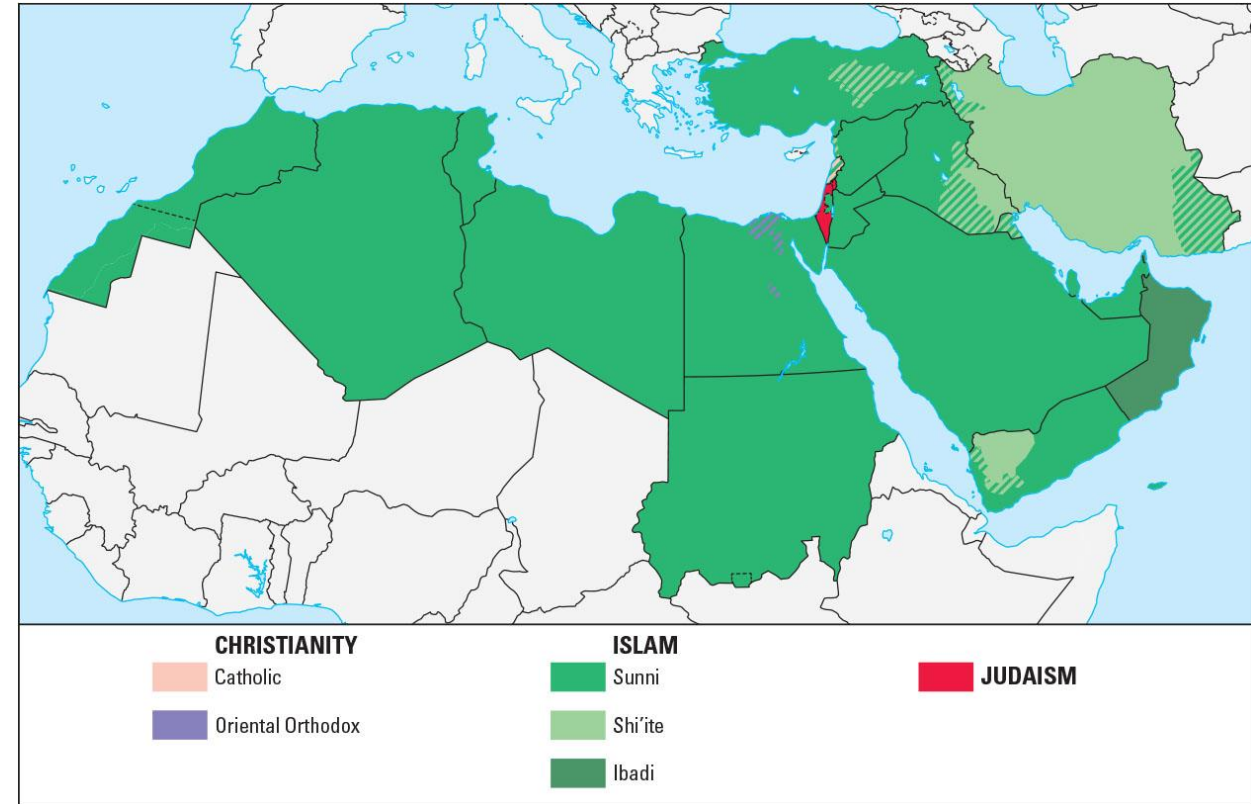 CHRISTIANITY
Catholic
Oriental Orthodox
ISLAM
Sunni
Shi'ite
Ibadi
JUDAISM